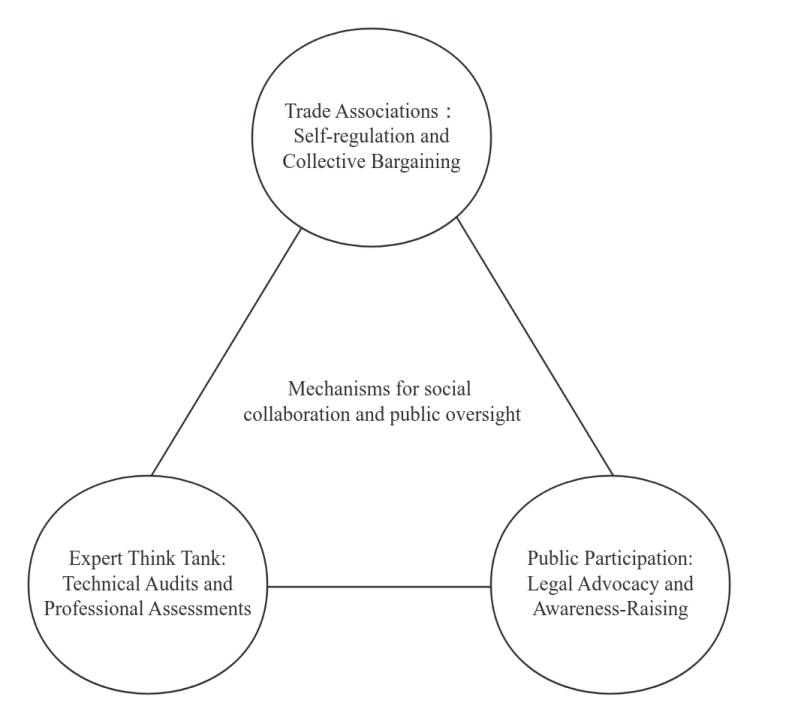 Trade Associations：
Self-regulation and
Collective Bargaining
Mechanisms for social
collaboration and public oversight
Expert Think Tank:
Technical Audits and
Professional Assessments
Public Participation:
Legal Advocacy and
Awareness-Raising